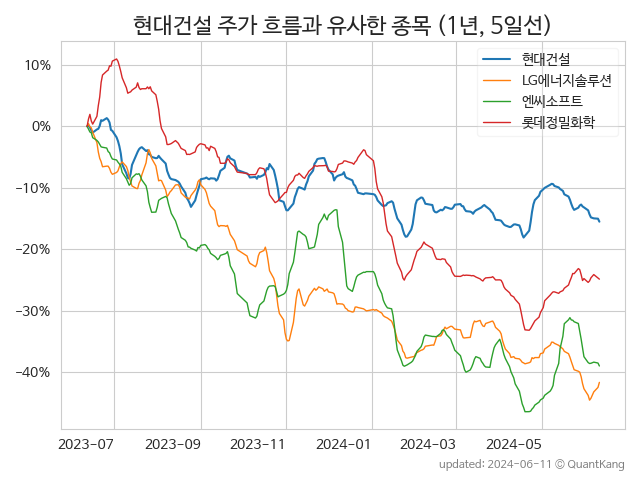 현대건설 주가 흐름과 유사한 종목 (1년, 5일선)
현대건설
LG에너지솔루션
엔씨소프트
롯데정밀화학
10%
0%
−10%
−20%
−30%
−40%
2023−07
2023−09
2023−11
2024−01
2024−03
2024−05
updated: 2024−06−11 © QuantKang